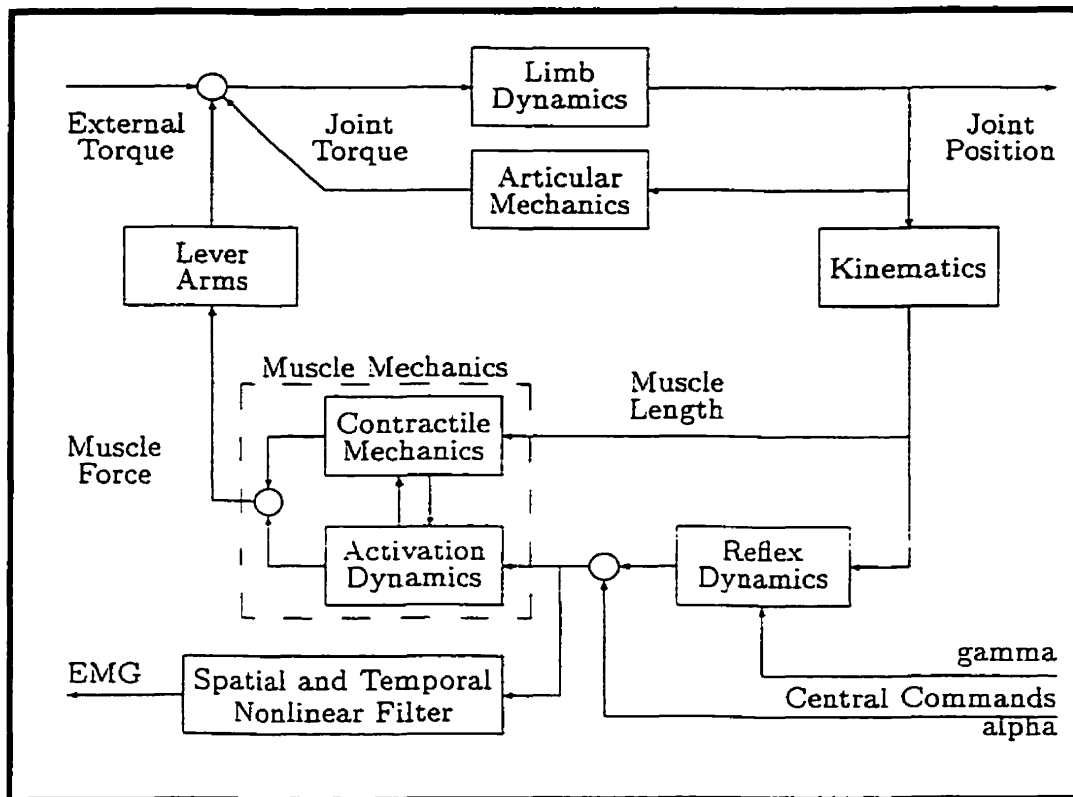 Limb
Dynamics
External
Torque
Joint
Torque
Joint
Position
Articular
Mechanics
Lever
Arms
Kinematics
Muscle Mechanics
Muscle
Length
Contractile
Mechanics
Muscle
Force
Activation
Dynamics
Reflex
Dynamics
gamma
EMG
Spatial and Temporal
Nonlinear Filter
Central Commands
alpha